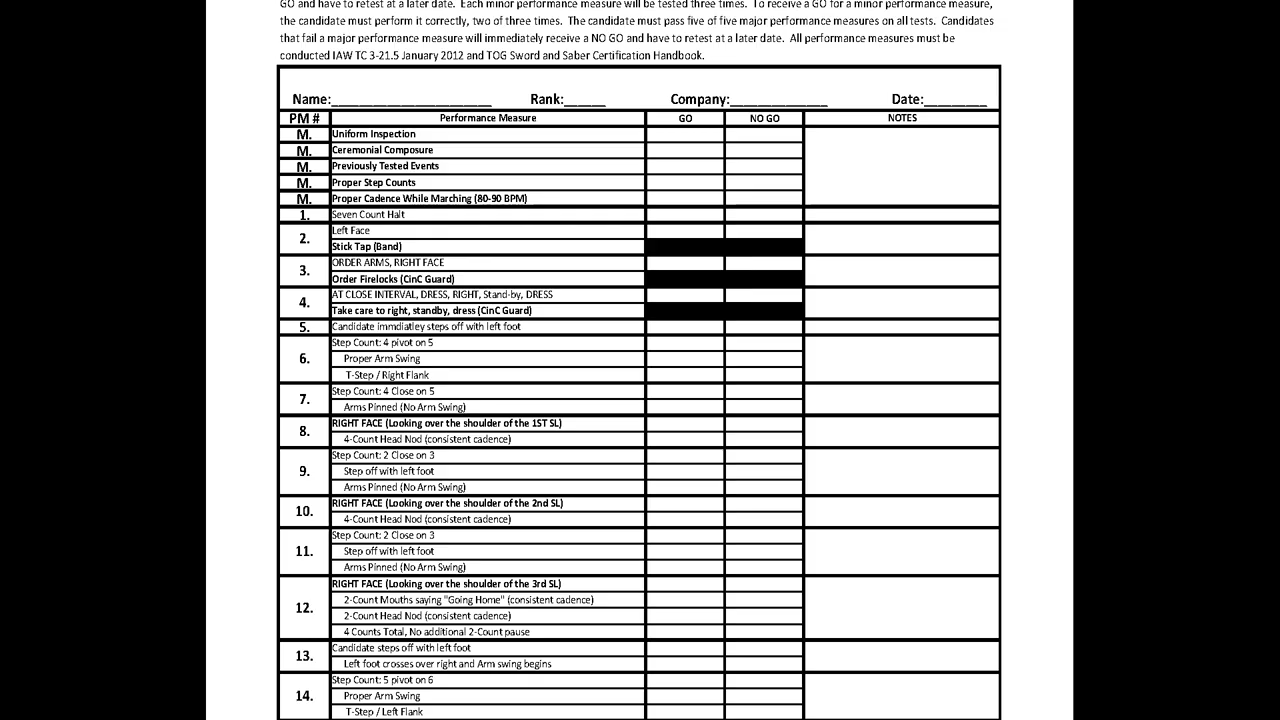 GO and have to retest at a later date. Each minor performance measure will be tested three times. To receive a GO for a minor performance measure,
the candidate must perform it correctly, two of three times. The candidate must pass five of five major performance measures on all tests. Candidates
that fail a major performance measure will immediately receive a NO GO and have to retest at a later date. All performance measures must be
conducted IAW TC 3-21.5 January 2012 and TOG Sword and Saber Certification Handbook.
Name:______________________ Rank:______ Company:______________ Date:_________
PM # Performance Measure GO NO GO NOTES
M. Uniform Inspection
M. Ceremonial Composure
M. Previously Tested Events
M. Proper Step Counts
M. Proper Cadence While Marching (80-90 BPM)
1. Seven Count Halt
2. Left Face
Stick Tap (Band)
3. ORDER ARMS, RIGHT FACE
Order Firelocks (CinC Guard)
4. AT CLOSE INTERVAL, DRESS, RIGHT, Stand-by, DRESS
Take care to right, standby, dress (CinC Guard)
5. Candidate immdiatley steps off with left foot
6. Step Count: 4 pivot on 5
Proper Arm Swing
T-Step / Right Flank
7. Step Count: 4 Close on 5
Arms Pinned (No Arm Swing)
8. RIGHT FACE (Looking over the shoulder of the 1ST SL)
4-Count Head Nod (consistent cadence)
9. Step Count: 2 Close on 3
Step off with left foot
Arms Pinned (No Arm Swing)
10. RIGHT FACE (Looking over the shoulder of the 2nd SL)
4-Count Head Nod (consistent cadence)
11. Step Count: 2 Close on 3
Step off with left foot
Arms Pinned (No Arm Swing)
12. RIGHT FACE (Looking over the shoulder of the 3rd SL)
2-Count Mouths saying "Going Home" (consistent cadence)
2-Count Head Nod (consistent cadence)
4 Counts Total, No additional 2-Count pause
13. Candidate steps off with left foot
Left foot crosses over right and Arm swing begins
14. Step Count: 5 pivot on 6
Proper Arm Swing
T-Step / Left Flank